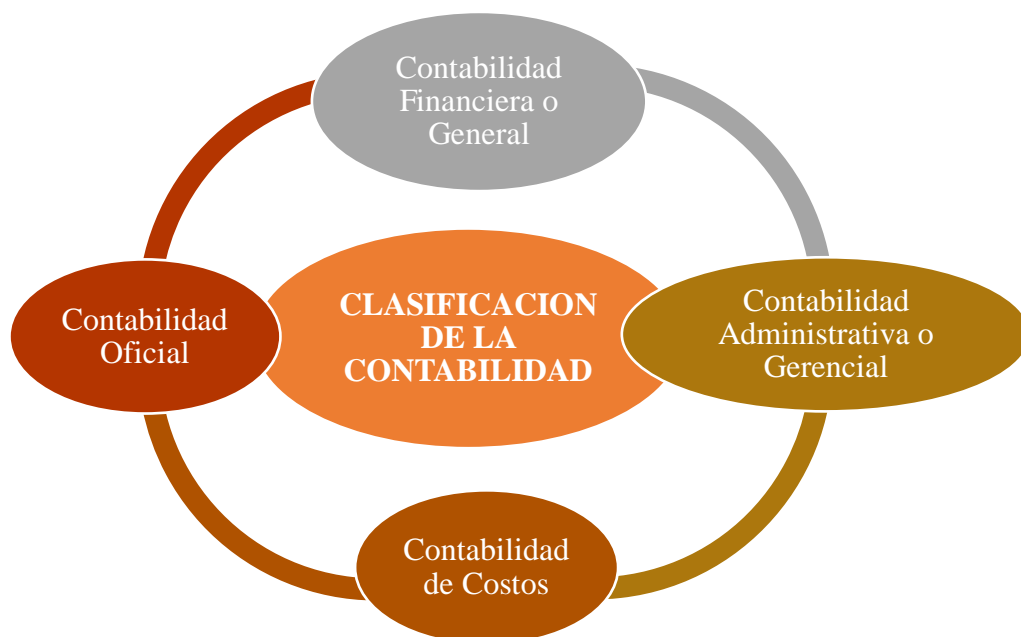 Contabilidad
Financiera o
General
CLASIFICACION
DE LA
CONTABILIDAD
Contabilidad
Administrativa o
Gerencial
Contabilidad
de Costos
Contabilidad
Oficial